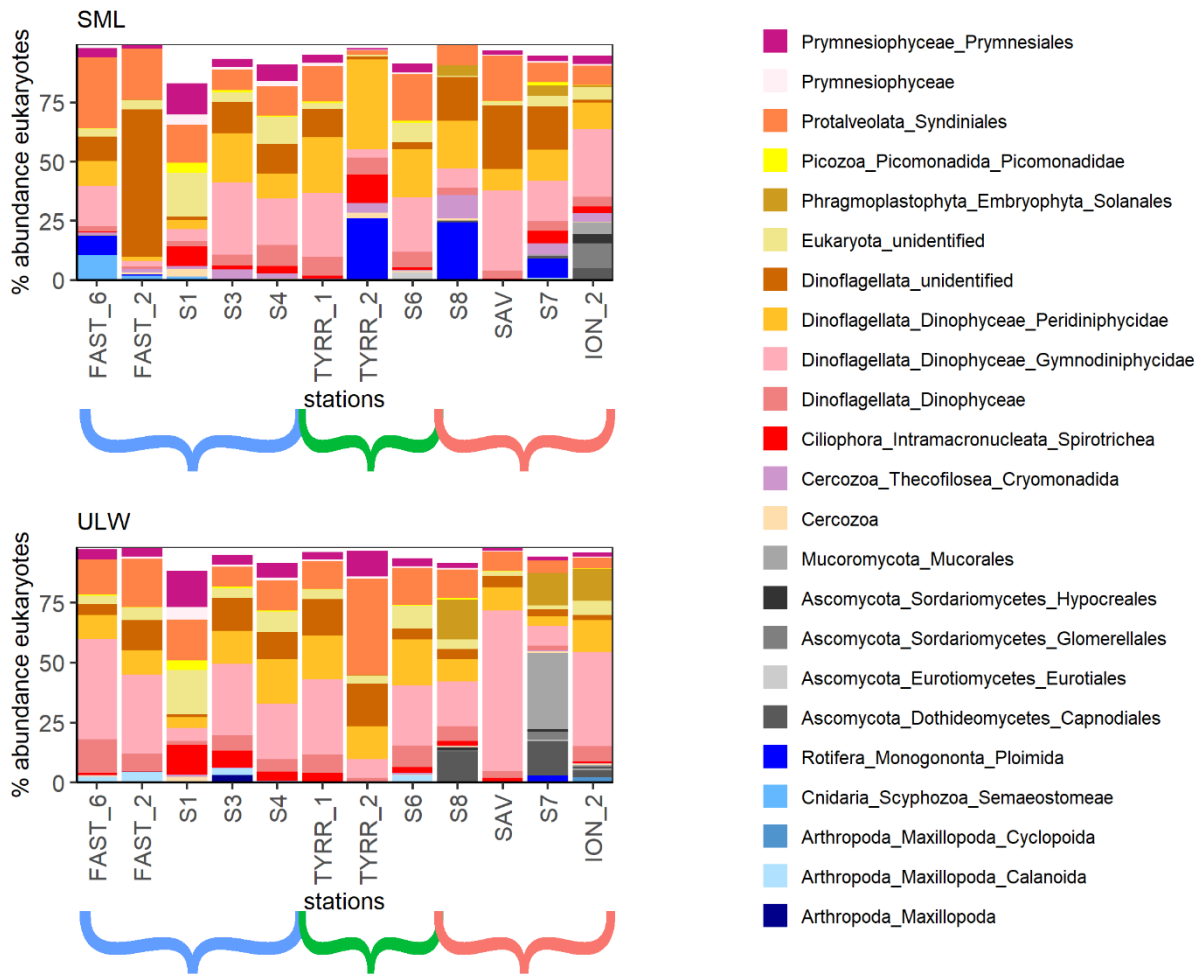 SML
% abundance eukaryotes
75
50
25
0
FAST_6
FAST_2
S1
S3
S4
TYRR_1
TYRR_2
S6
S8
SAV
S7
ION_2
stations
ULW
% abundance eukaryotes
75
50
25
0
FAST_6
FAST_2
S1
S3
S4
TYRR_1
TYRR_2
S6
S8
SAV
S7
ION_2
stations
Prymnesiophyceae_Prymnesiales
Prymnesiophyceae
Protalveolata_Syndiniales
Picozoa_Picomonadida_Picomonadidae
Phragmoplastophyta_Embryophyta_Solanales
Eukaryota_unidentified
Dinoflagellata_unidentified
Dinoflagellata_Dinophyceae_Peridiniphycidae
Dinoflagellata_Dinophyceae_Gymnodiniphycidae
Dinoflagellata_Dinophyceae
Ciliophora_Intramacronucleata_Spirotrichea
Cercozoa_Thecofilosea_Cryomonadida
Cercozoa
Mucoromycota_Mucorales
Ascomycota_Sordariomycetes_Hypocreales
Ascomycota_Sordariomycetes_Glomerellales
Ascomycota_Eurotiomycetes_Eurotiales
Ascomycota_Dothideomycetes_Capnodiales
Rotifera_Monogononta_Ploimida
Cnidaria_Scyphozoa_Semaeostomeae
Arthropoda_Maxillopoda_Cyclopoida
Arthropoda_Maxillopoda_Calanoida
Arthropoda_Maxillopoda